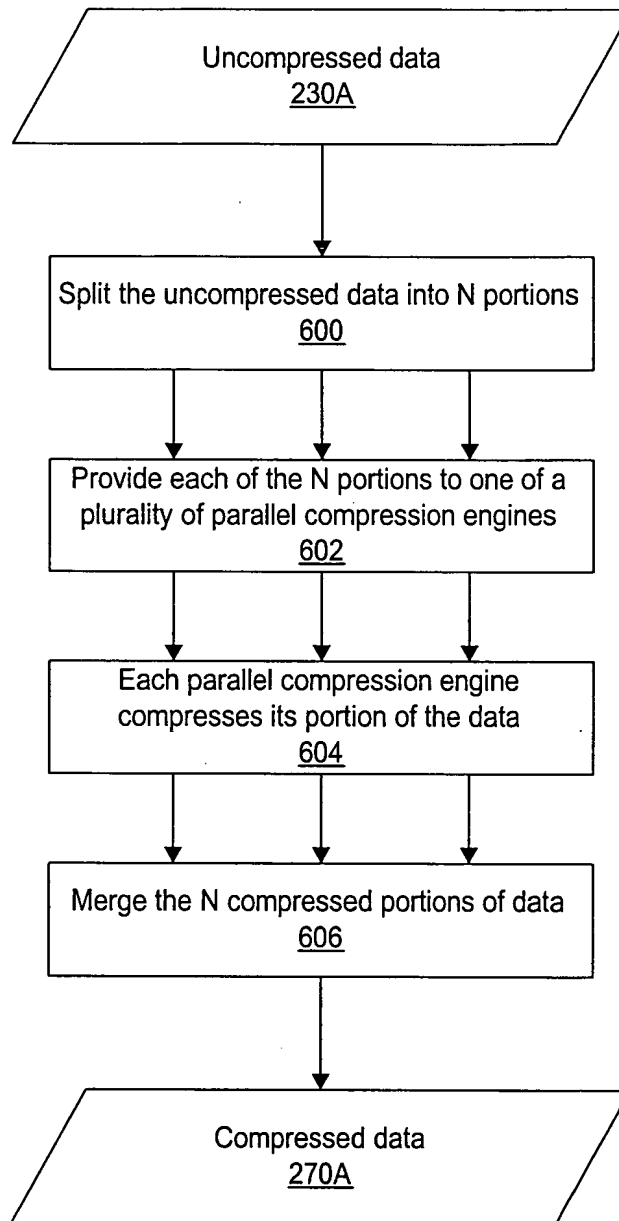 Uncompressed data
230A
Split the uncompressed data into N portions
600
Provide each of the N portions to one of a
plurality of parallel compression engines
602
Each parallel compression engine
compresses its portion of the data
604
Merge the N compressed portions of data
606
Compressed data
270A